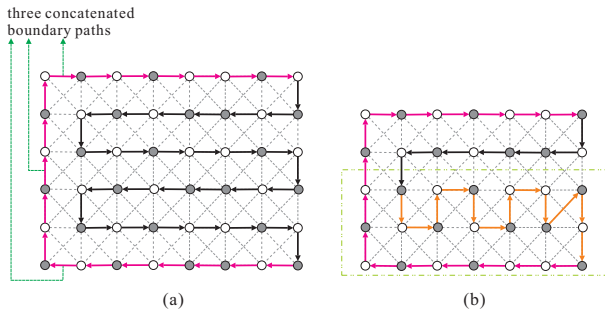 three concatenated
boundary paths
(a)
(b)